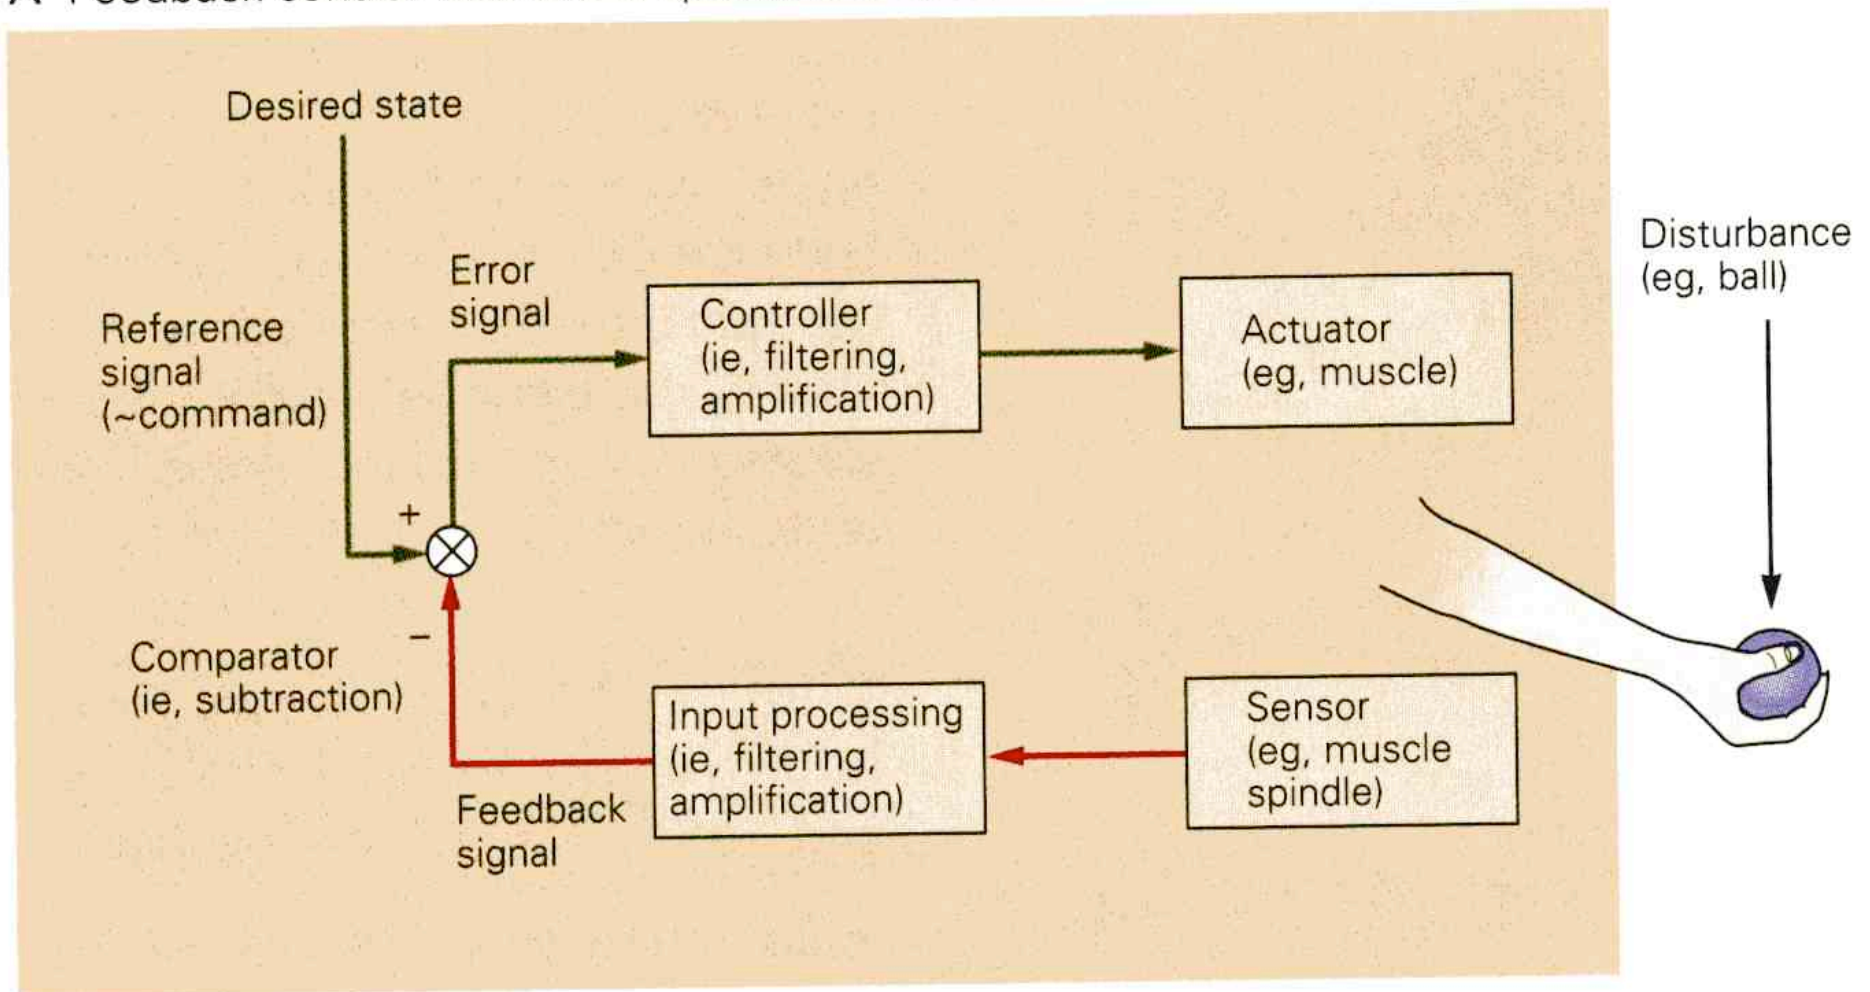 Desired state
Error
signal
Reference
signal
(~command)
Controller
(ie, filtering,
amplification)
Actuator
(eg, muscle)
Disturbance
(eg, ball)
+
−
Comparator
(ie, subtraction)
Feedback
signal
Input processing
(ie, filtering,
amplification)
Sensor
(eg, muscle
spindle)